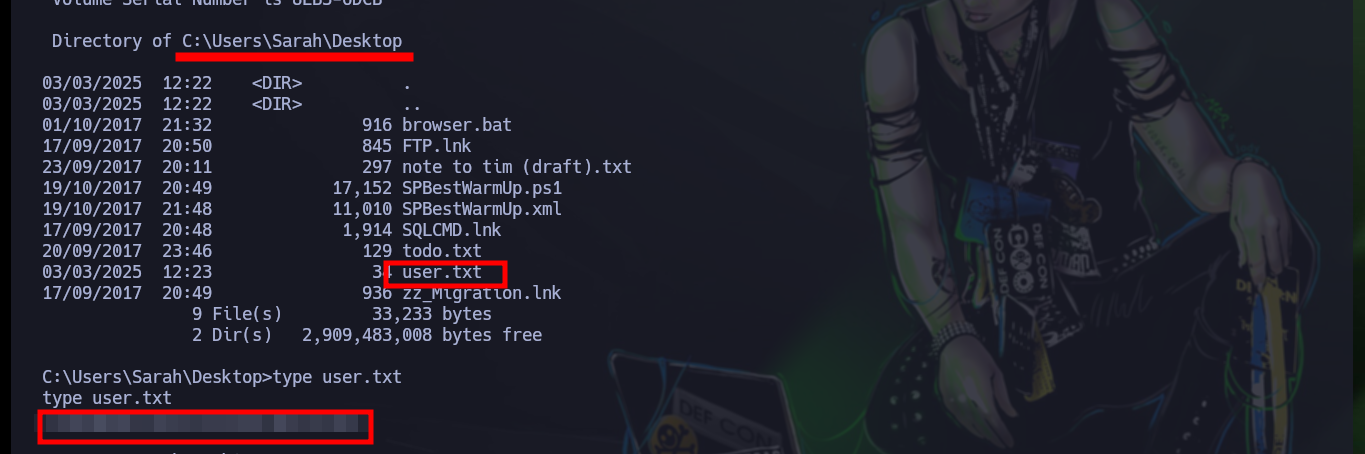 Volume Serial Number is
Directory of C:\Users\Sarah\Desktop
03/03/2025  12:22    <DIR>          .
03/03/2025  12:22    <DIR>          ..
01/10/2017  21:32               916 browser.bat
17/09/2017  20:50               845 FTP.lnk
23/09/2017  20:11               297 note to tim (draft).txt
19/10/2017  20:49            17,152 SPBestWarmUp.ps1
19/10/2017  21:48            11,010 SPBestWarmUp.xml
17/09/2017  20:48             1,914 SQLCMD.lnk
20/09/2017  23:46               129 todo.txt
03/03/2025  12:23                34 user.txt
17/09/2017  20:49               936 zz_Migration.lnk
               9 File(s)         33,233 bytes
               2 Dir(s)   2,909,483,008 bytes free
C:\Users\Sarah\Desktop>type user.txt
type user.txt
DEF CON
DEF CON
DEF CON